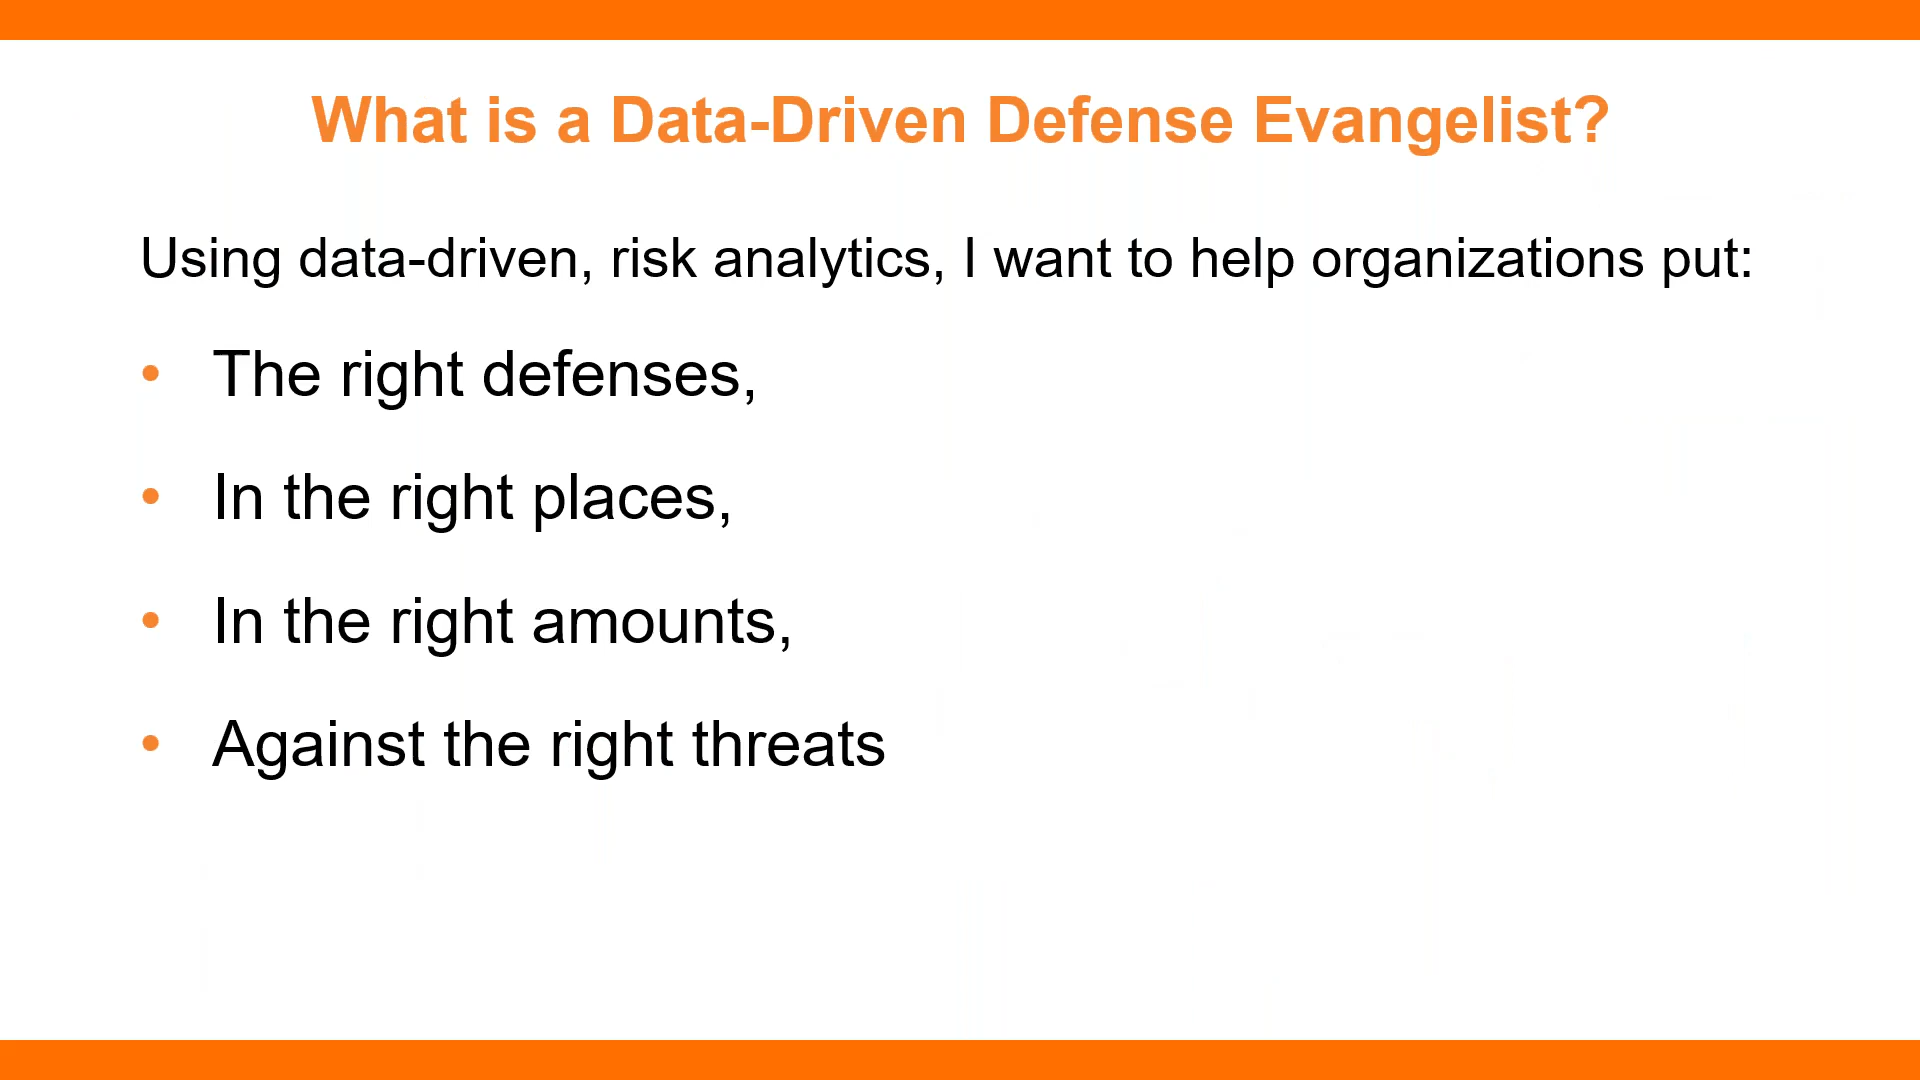 What is a Data-Driven Defense Evangelist?
Using data-driven, risk analytics, I want to help organizations put:
• The right defenses,
• In the right places,
• In the right amounts,
• Against the right threats